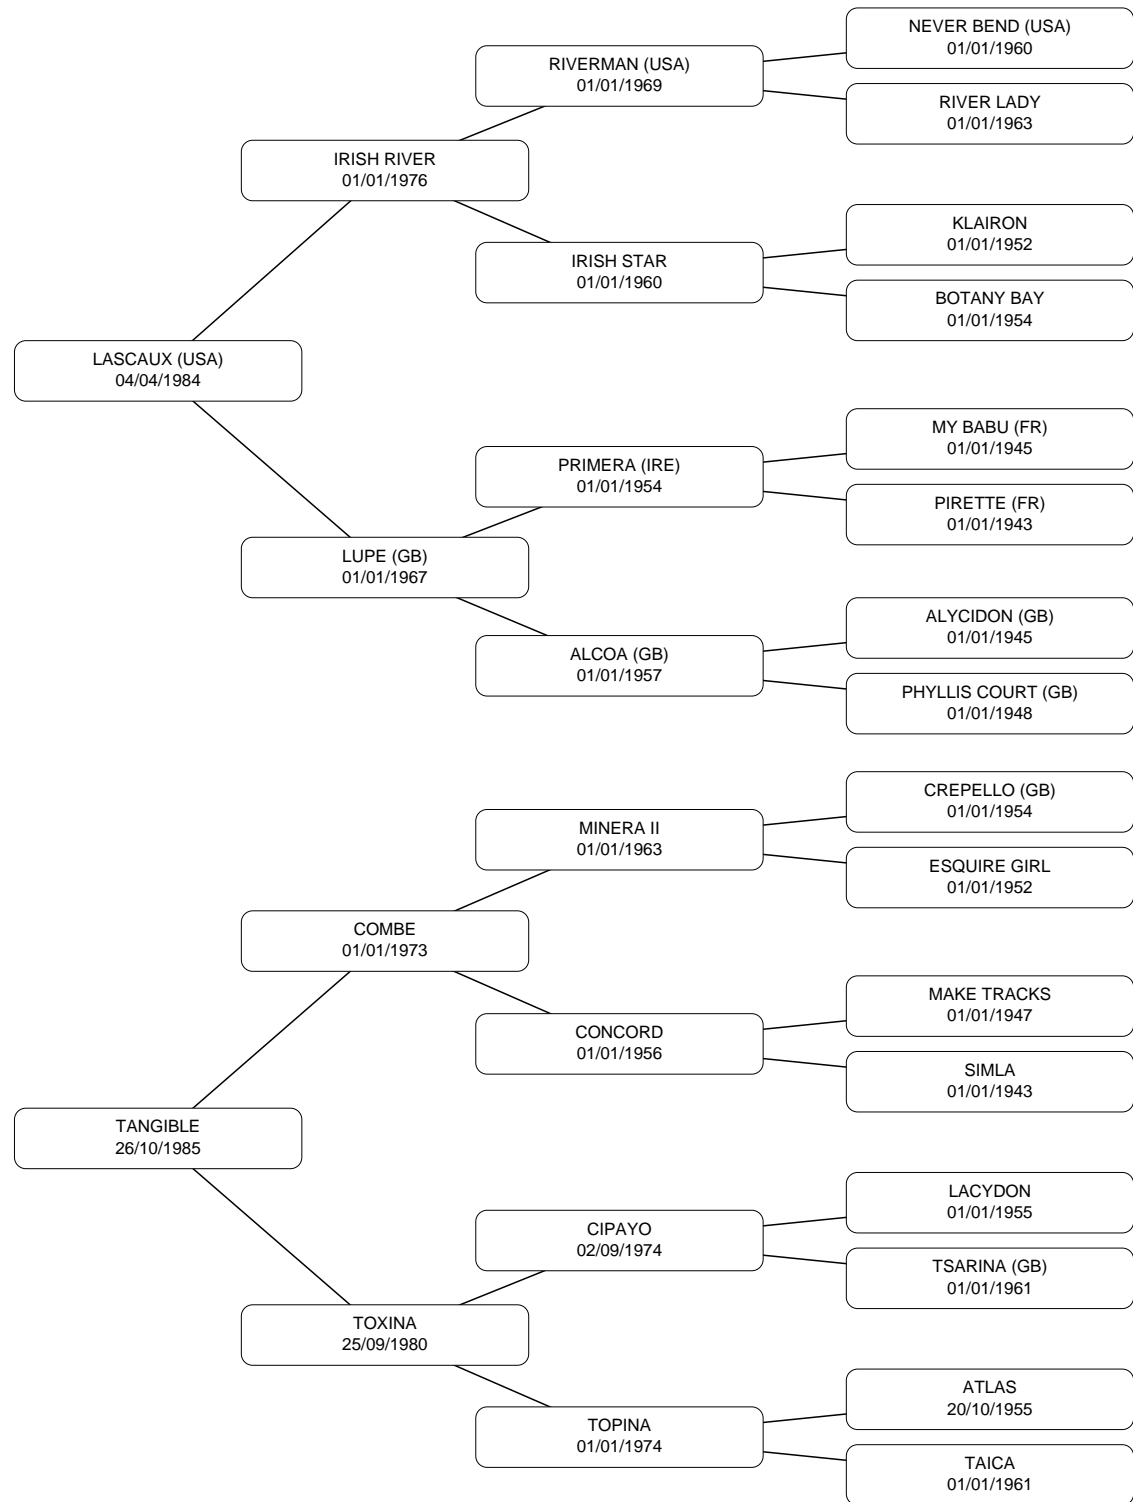 NEVER BEND (USA)
01/01/1960
RIVERMAN (USA)
01/01/1969
RIVER LADY
01/01/1963
IRISH RIVER
01/01/1976
KLAIRON
01/01/1952
IRISH STAR
01/01/1960
BOTANY BAY
01/01/1954
LASCAUX (USA)
04/04/1984
MY BABU (FR)
01/01/1945
PRIMERA (IRE)
01/01/1954
PIRETTE (FR)
01/01/1943
LUPE (GB)
01/01/1967
ALYCIDON (GB)
01/01/1945
ALCOA (GB)
01/01/1957
PHYLLIS COURT (GB)
01/01/1948
CREPELLO (GB)
01/01/1954
MINERA II
01/01/1963
ESQUIRE GIRL
01/01/1952
COMBE
01/01/1973
MAKE TRACKS
01/01/1947
CONCORD
01/01/1956
SIMLA
01/01/1943
TANGIBLE
26/10/1985
LACYDON
01/01/1955
CIPAYO
02/09/1974
TSARINA (GB)
01/01/1961
TOXINA
25/09/1980
ATLAS
20/10/1955
TOPINA
01/01/1974
TAICA
01/01/1961